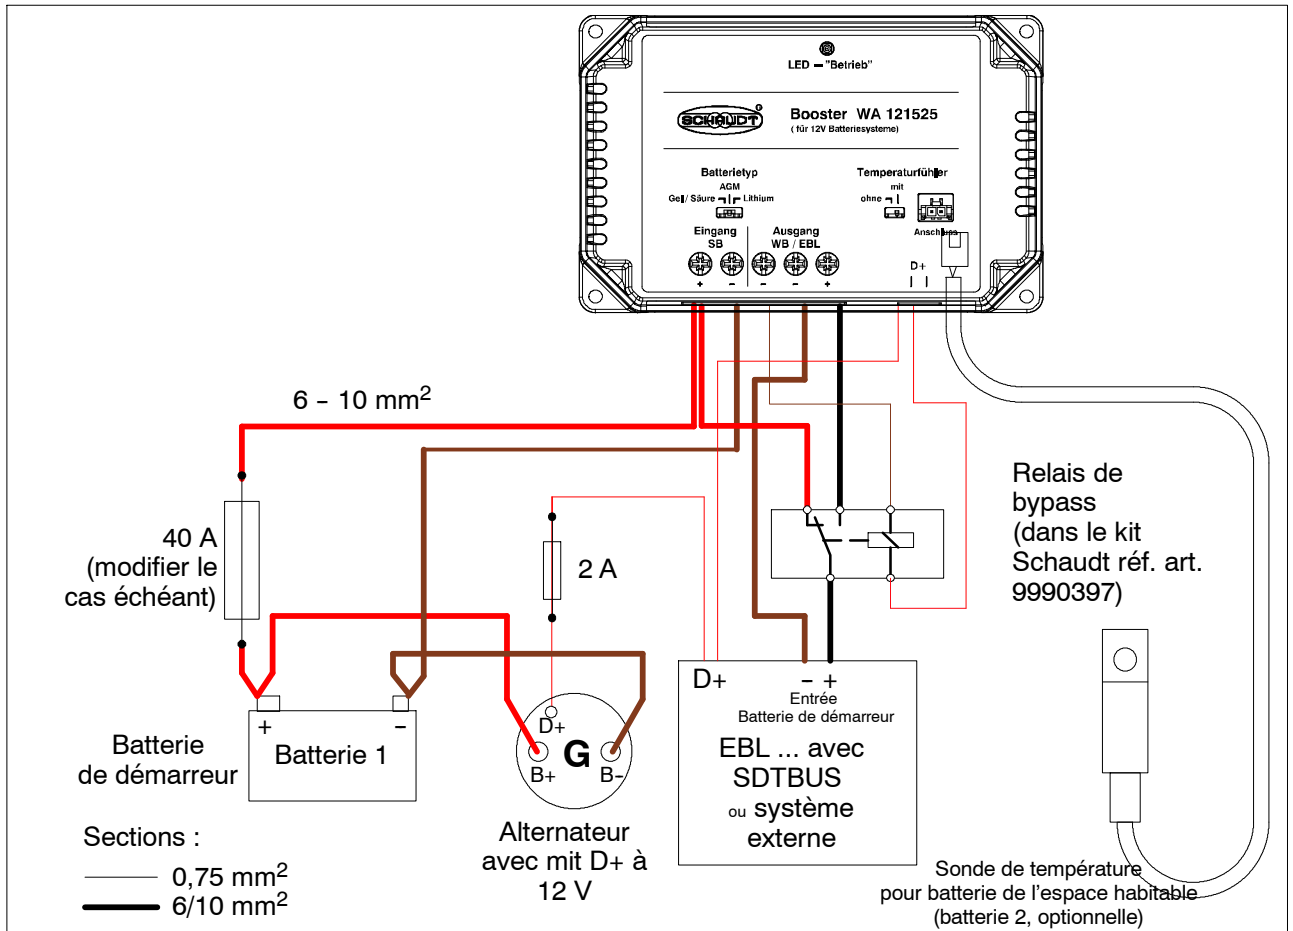 LED – "Betrieb"
SCHAUDT
Booster WA 121525
( für 12V Batteriesysteme)
Batterietyp
AGM
Gel / Säure
Lithium
Temperaturfühler
mit
ohne
Anschluss
Eingang
SB
Ausgang
WB / EBL
D+
+ – – – +
6 – 10 mm²
40 A
(modifier le
cas échéant)
2 A
Relais de
bypass
(dans le kit
Schaudt réf. art.
9990397)
Batterie
de démarreur
+ –
Batterie 1
D+
G
B+
B-
Alternateur
avec mit D+ à
12 V
D+
– +
Entrée
Batterie de démarreur
EBL ... avec
SDTBUS
ou système
externe
Sections :
0,75 mm²
6/10 mm²
Sonde de température
pour batterie de l'espace habitable
(batterie 2, optionnelle)